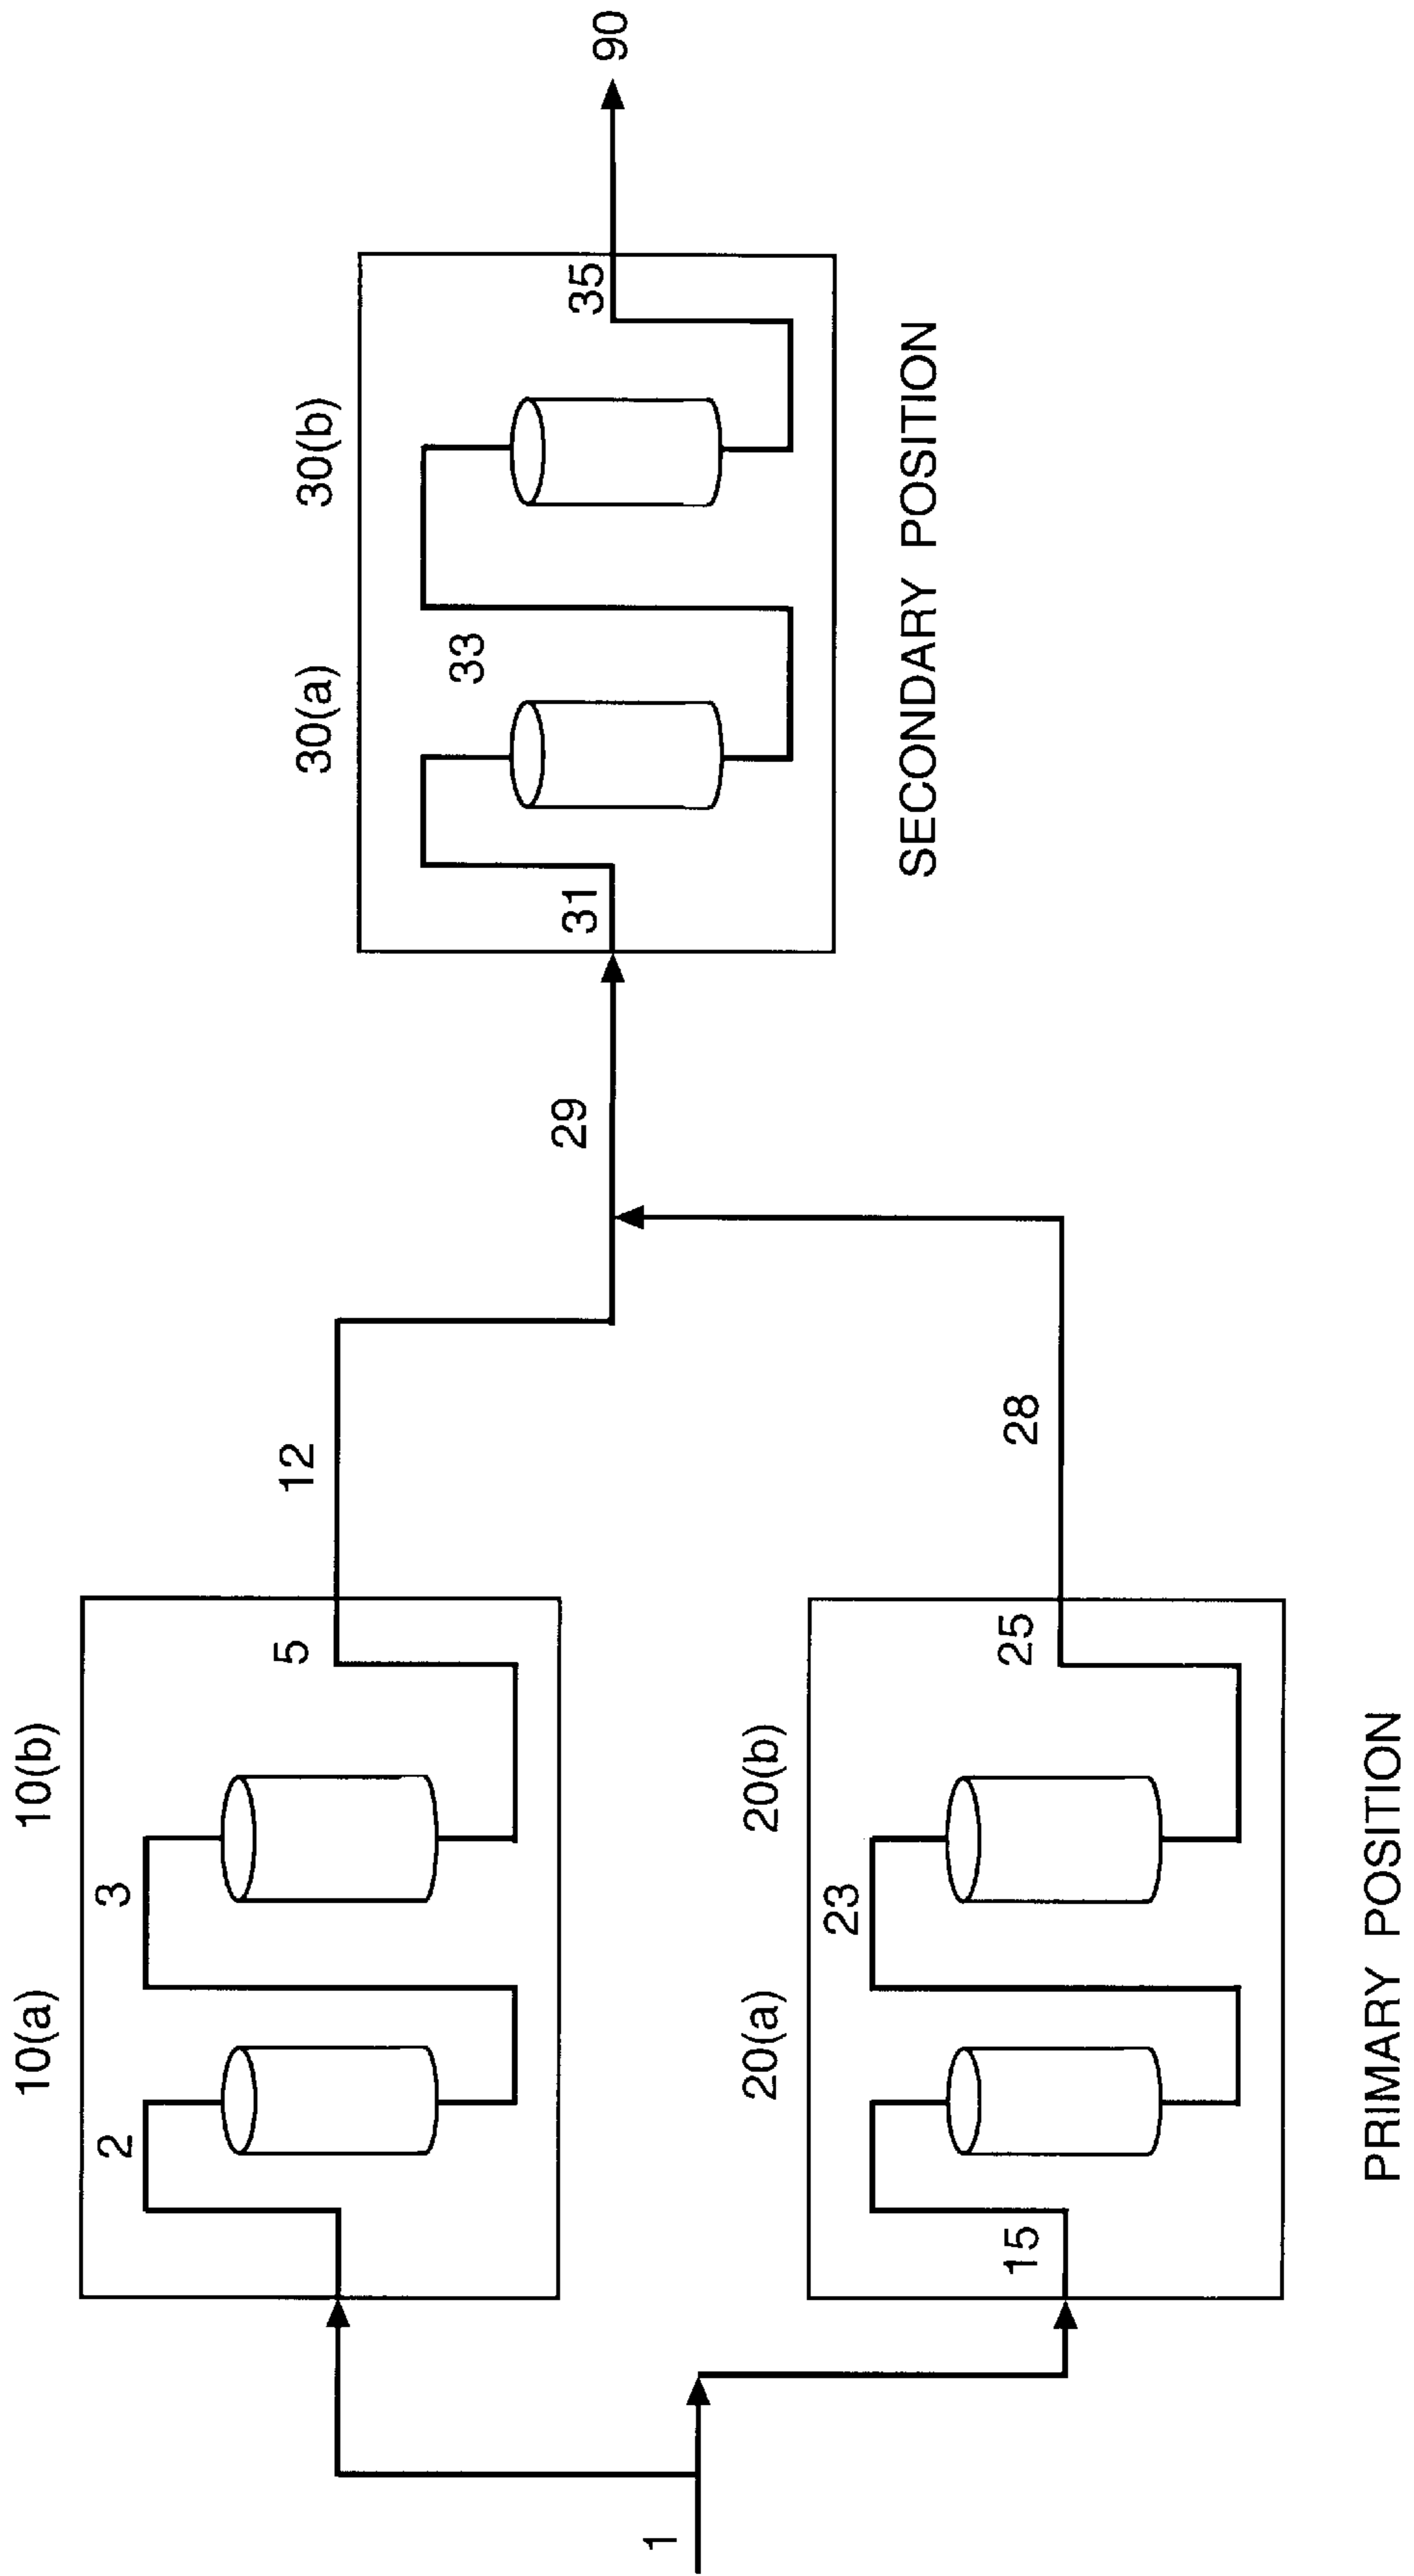 10(a)
10(b)
2
3
5
12
1
20(a)
20(b)
15
23
25
28
PRIMARY POSITION
29
30(a)
30(b)
31
33
35
90
SECONDARY POSITION